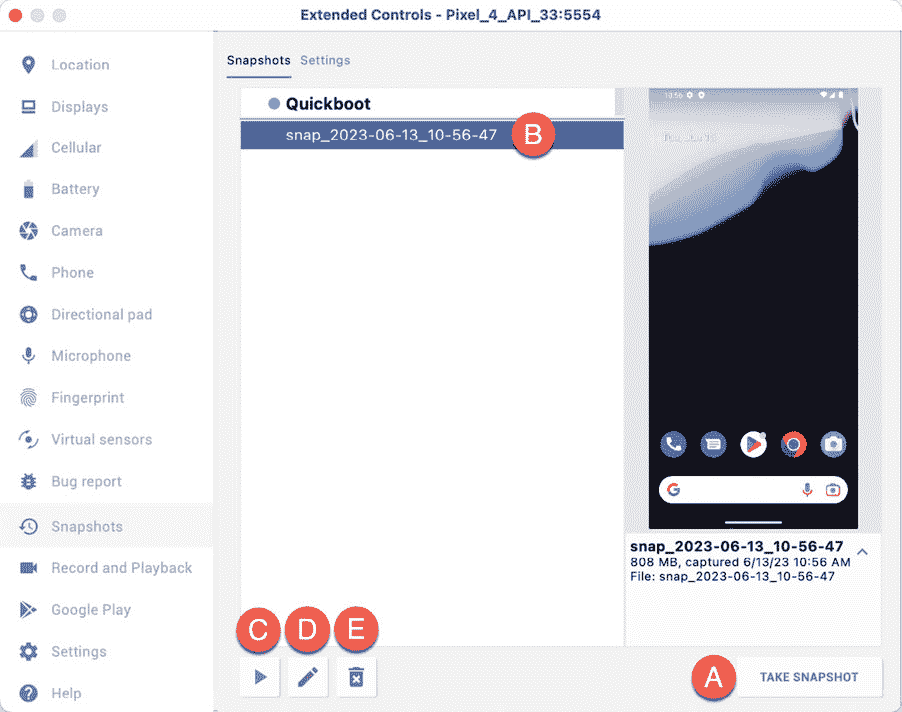 Extended Controls - Pixel_4_API_33:5554
Location
Displays
Cellular
Battery
Camera
Phone
Directional pad
Microphone
Fingerprint
Virtual sensors
Bug report
Snapshots
Record and Playback
Google Play
Settings
Help
Snapshots Settings
Quickboot
snap_2023-06-13_10-56-47 B
10:56
G
snap_2023-06-13_10-56-47
808 MB, captured 6/13/23 10:56 AM
File: snap_2023-06-13_10-56-47
C D E
A TAKE SNAPSHOT